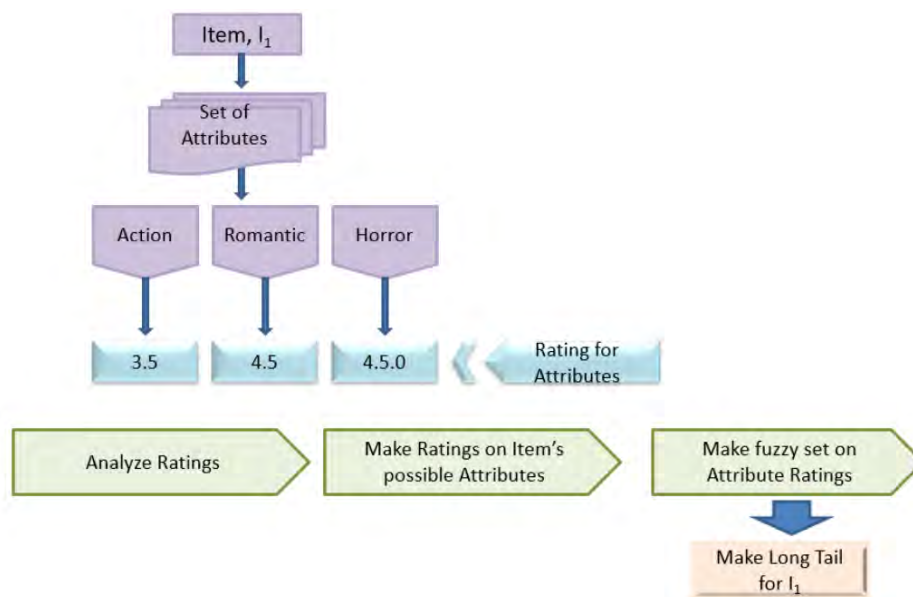 Item, I₁
Set of
Attributes
Action
Romantic
Horror
3.5
4.5
4.5.0
Rating for
Attributes
Analyze Ratings
Make Ratings on Item's
possible Attributes
Make fuzzy set on
Attribute Ratings
Make Long Tail
for I₁